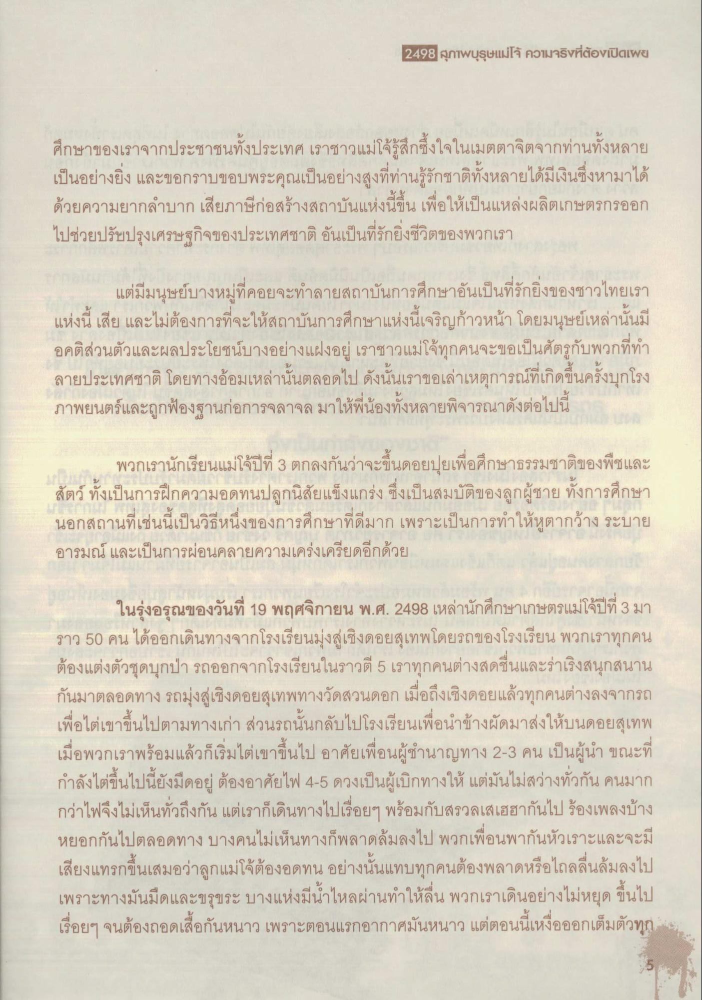 2498 สุภาพบุรุษแม่โจ้ ความจริงที่ต้องเปิดเผย
ศึกษาของเราจากประชาชนทั้งประเทศ เราชาวแม่โจ้รู้สึกซึ้งใจในเมตตาจิตจากท่านทั้งหลาย
เป็นอย่างยิ่ง และขอกราบขอบพระคุณเป็นอย่างสูงที่ท่านรู้รักชาติทั้งหลายได้มีเงินซึ่งหามาได้
ด้วยความยากลำบาก เสียภาษีก่อสร้างสถาบันแห่งนี้ขึ้น เพื่อให้เป็นแหล่งผลิตเกษตรกรออก
ไปช่วยปรับปรุงเศรษฐกิจของประเทศชาติ อันเป็นที่รักยิ่งชีวิตของพวกเรา
แต่มีมนุษย์บางหมู่ที่คอยจะทำลายสถาบันการศึกษาอันเป็นที่รักยิ่งของชาวไทยเรา
แห่งนี้ เสีย และไม่ต้องการที่จะให้สถาบันการศึกษาแห่งนี้เจริญก้าวหน้า โดยมนุษย์เหล่านั้นมี
อคติส่วนตัวและผลประโยชน์บางอย่างแฝงอยู่ เราชาวแม่โจ้ทุกคนจะขอเป็นศัตรูกับพวกที่ทำ
ลายประเทศชาติ โดยทางอ้อมเหล่านั้นตลอดไป ดังนั้นเราขอเล่าเหตุการณ์ที่เกิดขึ้นครั้งบุกโรง
ภาพยนตร์และถูกฟ้องฐานก่อการจลาจล มาให้พี่น้องทั้งหลายพิจารณาดังต่อไปนี้
พวกเรานักเรียนแม่โจ้ปีที่ 3 ตกลงกันว่าจะขึ้นดอยปุยเพื่อศึกษาธรรมชาติของพืชและ
สัตว์ ทั้งเป็นการฝึกความอดทนปลูกนิสัยแข็งแกร่ง ซึ่งเป็นสมบัติของลูกผู้ชาย ทั้งการศึกษา
นอกสถานที่เช่นนี้เป็นวิธีหนึ่งของการศึกษาที่ดีมาก เพราะเป็นการทำให้หูตากว้าง ระบาย
อารมณ์ และเป็นการผ่อนคลายความเคร่งเครียดอีกด้วย
ในรุ่งอรุณของวันที่ 19 พฤศจิกายน พ.ศ. 2498 เหล่านักศึกษาเกษตรแม่โจ้ปีที่ 3 มา
ราว 50 คน ได้ออกเดินทางจากโรงเรียนมุ่งสู่เชิงดอยสุเทพโดยรถของโรงเรียน พวกเราทุกคน
ต้องแต่งตัวชุดบุกป่า รถออกจากโรงเรียนในราวตี 5 เราทุกคนต่างสดชื่นและร่าเริงสนุกสนาน
กันมาตลอดทาง รถมุ่งสู่เชิงดอยสุเทพทางวัดสวนดอก เมื่อถึงเชิงดอยแล้วทุกคนต่างลงจากรถ
เพื่อไต่เขาขึ้นไปตามทางเก่า ส่วนรถนั้นกลับไปโรงเรียนเพื่อนำข้างผัดมาส่งให้บนดอยสุเทพ
เมื่อพวกเราพร้อมแล้วก็เริ่มไต่เขาขึ้นไป อาศัยเพื่อนผู้ชำนาญทาง 2-3 คน เป็นผู้นำ ขณะที่
กำลังไต่ขึ้นไปนี้ยังมืดอยู่ ต้องอาศัยไฟ 4-5 ดวงเป็นผู้เบิกทางให้ แต่มันไม่สว่างทั่วกัน คนมาก
กว่าไฟจึงไม่เห็นทั่วถึงกัน แต่เราก็เดินทางไปเรื่อยๆ พร้อมกับสรวลเสเฮฮากันไป ร้องเพลงบ้าง
หยอกกันไปตลอดทาง บางคนไม่เห็นทางก็พลาดล้มลงไป พวกเพื่อนพากันหัวเราะและจะมี
เสียงแทรกขึ้นเสมอว่าลูกแม่โจ้ต้องอดทน อย่างนั้นแทบทุกคนต้องพลาดหรือไถลลื่นล้มลงไป
เพราะทางมันมืดและขรุขระ บางแห่งมีน้ำไหลผ่านทำให้ลื่น พวกเราเดินอย่างไม่หยุด ขึ้นไป
เรื่อยๆ จนต้องถอดเสื้อกันหนาว เพราะตอนแรกอากาศมันหนาว แต่ตอนนี้เหงื่อออกเต็มตัวทุก
5